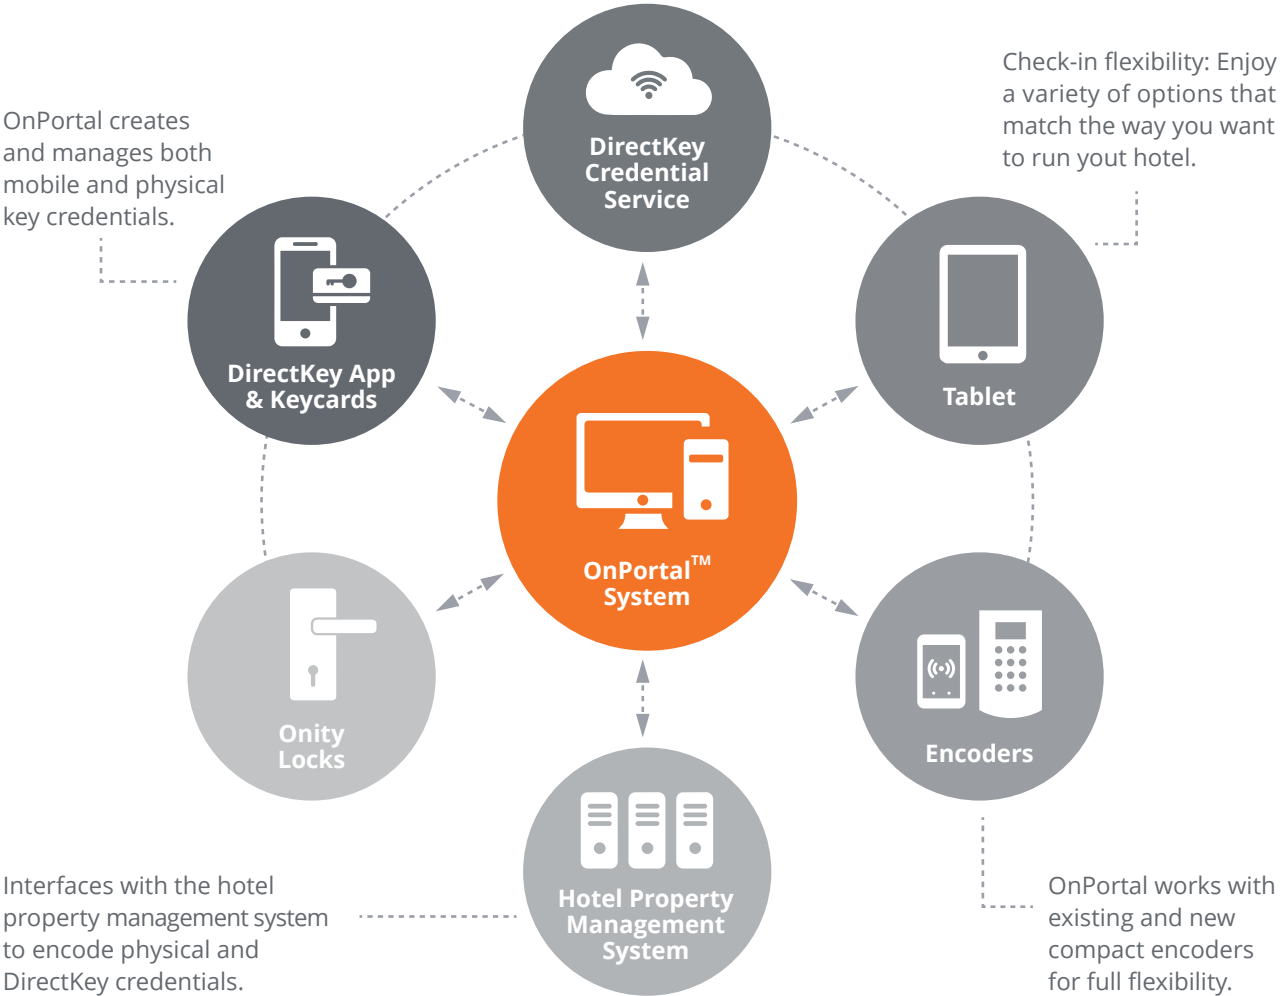 DirectKey
Credential
Service
Check-in flexibility: Enjoy
a variety of options that
match the way you want
to run yout hotel.
OnPortal creates
and manages both
mobile and physical
key credentials.
DirectKey App
& Keycards
Tablet
OnPortal™
System
Onity
Locks
Encoders
Hotel Property
Management
System
Interfaces with the hotel
property management system
to encode physical and
DirectKey credentials.
OnPortal works with
existing and new
compact encoders
for full flexibility.